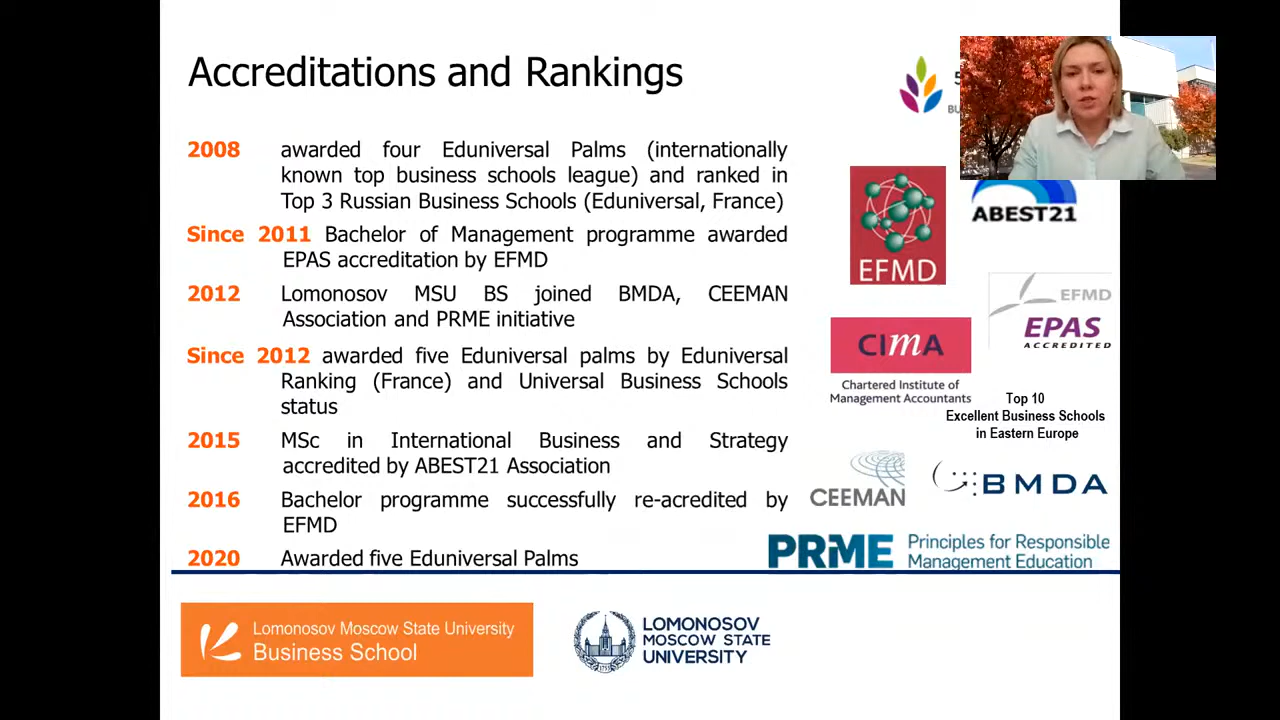 Accreditations and Rankings
2008 awarded four Eduniversal Palms (internationally
known top business schools league) and ranked in
Top 3 Russian Business Schools (Eduniversal, France)
Since 2011 Bachelor of Management programme awarded
EPAS accreditation by EFMD
2012 Lomonosov MSU BS joined BMDA, CEEMAN
Association and PRME initiative
Since 2012 awarded five Eduniversal palms by Eduniversal
Ranking (France) and Universal Business Schools
status
2015 MSc in International Business and Strategy
accredited by ABEST21 Association
2016 Bachelor programme successfully re-acredited by
EFMD
2020 Awarded five Eduniversal Palms
EFMD
ABEST21
EFMD
EPAS
ACCREDITED
CIMA
Chartered Institute of
Management Accountants
Top 10
Excellent Business Schools
in Eastern Europe
CEEMAN
BMDA
PRME Principles for Responsible
Management Education
Lomonosov Moscow State University
Business School
LOMONOSOV
MOSCOW STATE
UNIVERSITY